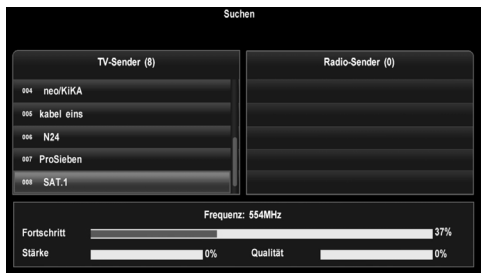 Suchen
TV-Sender (8)
Radio-Sender (0)
004 neo/KiKA
005 kabel eins
006 N24
007 ProSieben
008 SAT.1
Frequenz: 554MHz
Fortschritt 37%
Stärke 0% Qualität 0%